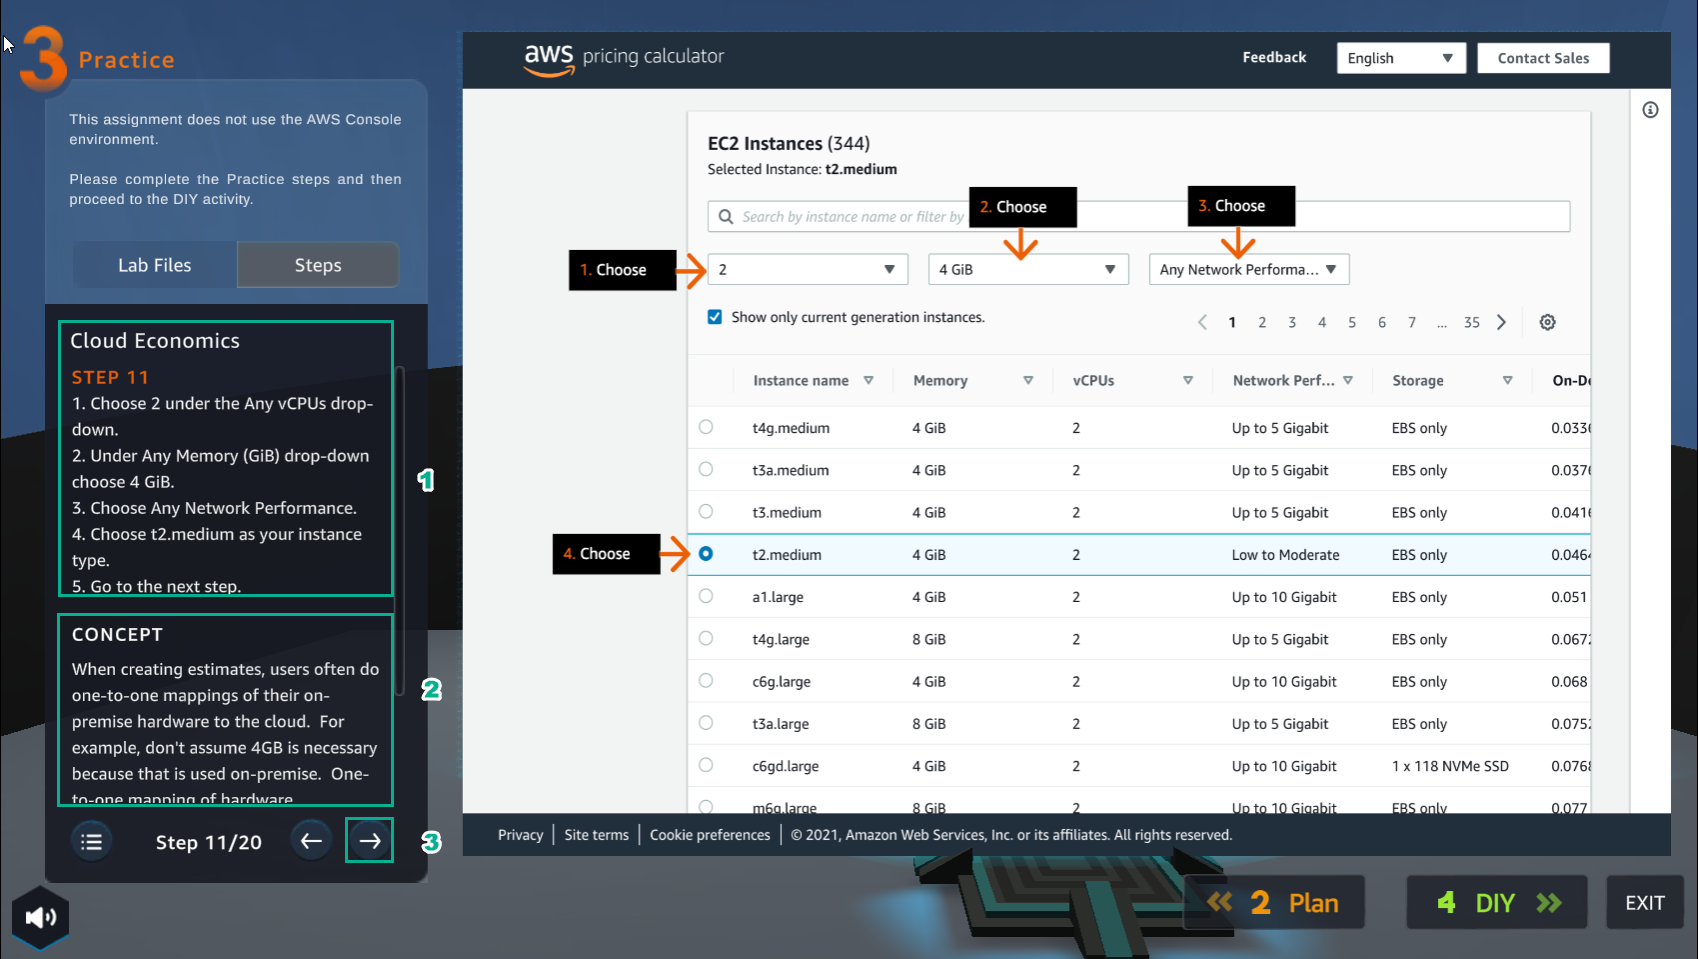 3 Practice
This assignment does not use the AWS Console
environment.
Please complete the Practice steps and then
proceed to the DIY activity.
Lab Files
Steps
Cloud Economics
STEP 11
1. Choose 2 under the Any vCPUs drop-
down.
2. Under Any Memory (GiB) drop-down
choose 4 GiB.
3. Choose Any Network Performance.
4. Choose t2.medium as your instance
type.
5. Go to the next step.
1
CONCEPT
When creating estimates, users often do
one-to-one mappings of their on-
premise hardware to the cloud. For
example, don't assume 4GB is necessary
because that is used on-premise. One-
to-one mapping of hardware
2
Step 11/20
3
aws pricing calculator
Feedback
English
Contact Sales
EC2 Instances (344)
Selected Instance: t2.medium
Search by instance name or filter by
2. Choose
3. Choose
1. Choose
2
4 GiB
Any Network Performa...
Show only current generation instances.
1 2 3 4 5 6 7 ... 35
Instance name Memory vCPUs Network Perf... Storage On-De
t4g.medium 4 GiB 2 Up to 5 Gigabit EBS only 0.0336
t3a.medium 4 GiB 2 Up to 5 Gigabit EBS only 0.0376
t3.medium 4 GiB 2 Up to 5 Gigabit EBS only 0.0416
4. Choose
t2.medium 4 GiB 2 Low to Moderate EBS only 0.0464
a1.large 4 GiB 2 Up to 10 Gigabit EBS only 0.051
t4g.large 8 GiB 2 Up to 5 Gigabit EBS only 0.0672
c6g.large 4 GiB 2 Up to 10 Gigabit EBS only 0.068
t3a.large 8 GiB 2 Up to 5 Gigabit EBS only 0.0752
c6gd.large 4 GiB 2 Up to 10 Gigabit 1 x 118 NVMe SSD 0.0768
m6g.large 8 GiB 2 Up to 10 Gigabit EBS only 0.077
Privacy | Site terms | Cookie preferences | © 2021, Amazon Web Services, Inc. or its affiliates. All rights reserved.
2 Plan
4 DIY
EXIT